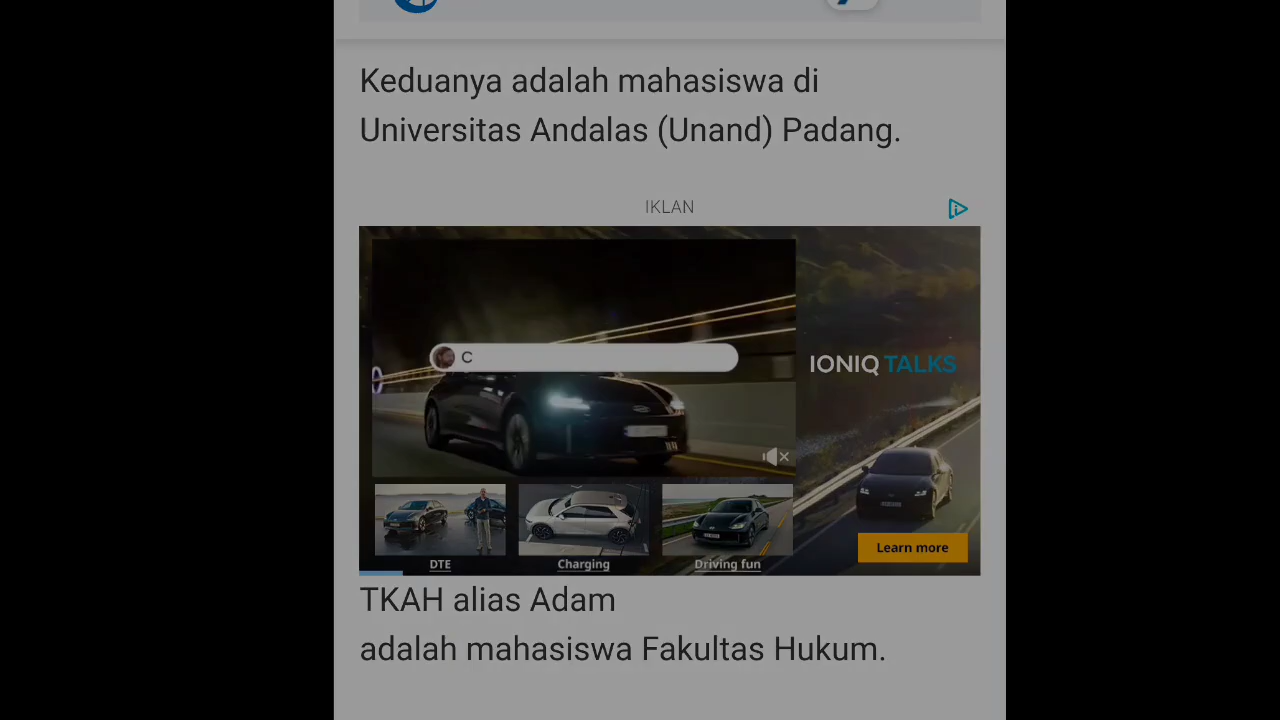 Keduanya adalah mahasiswa di
Universitas Andalas (Unand) Padang.
IKLAN
C
IONIQ TALKS
Learn more
DTE
Charging
Driving fun
TKAH alias Adam
adalah mahasiswa Fakultas Hukum.